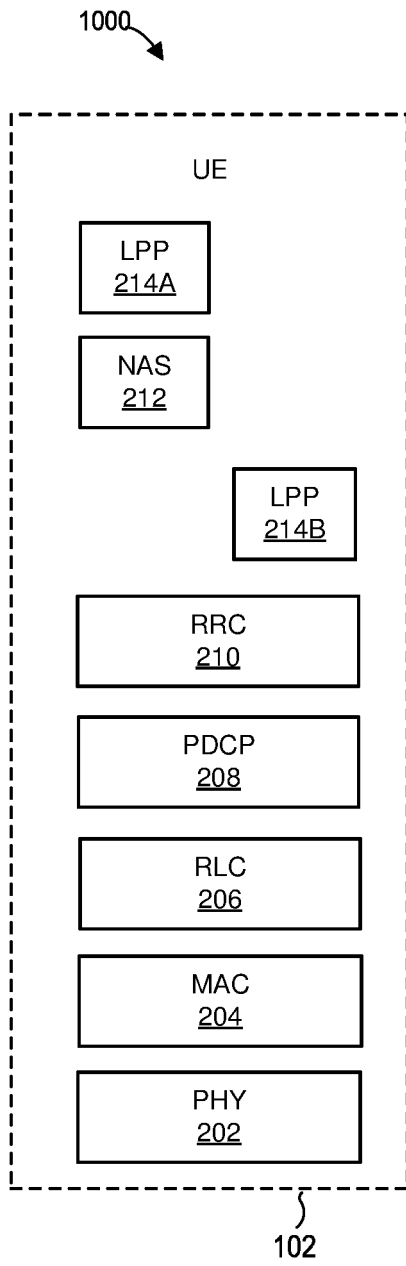 1000
UE
LPP
214A
NAS
212
LPP
214B
RRC
210
PDCP
208
RLC
206
MAC
204
PHY
202
102